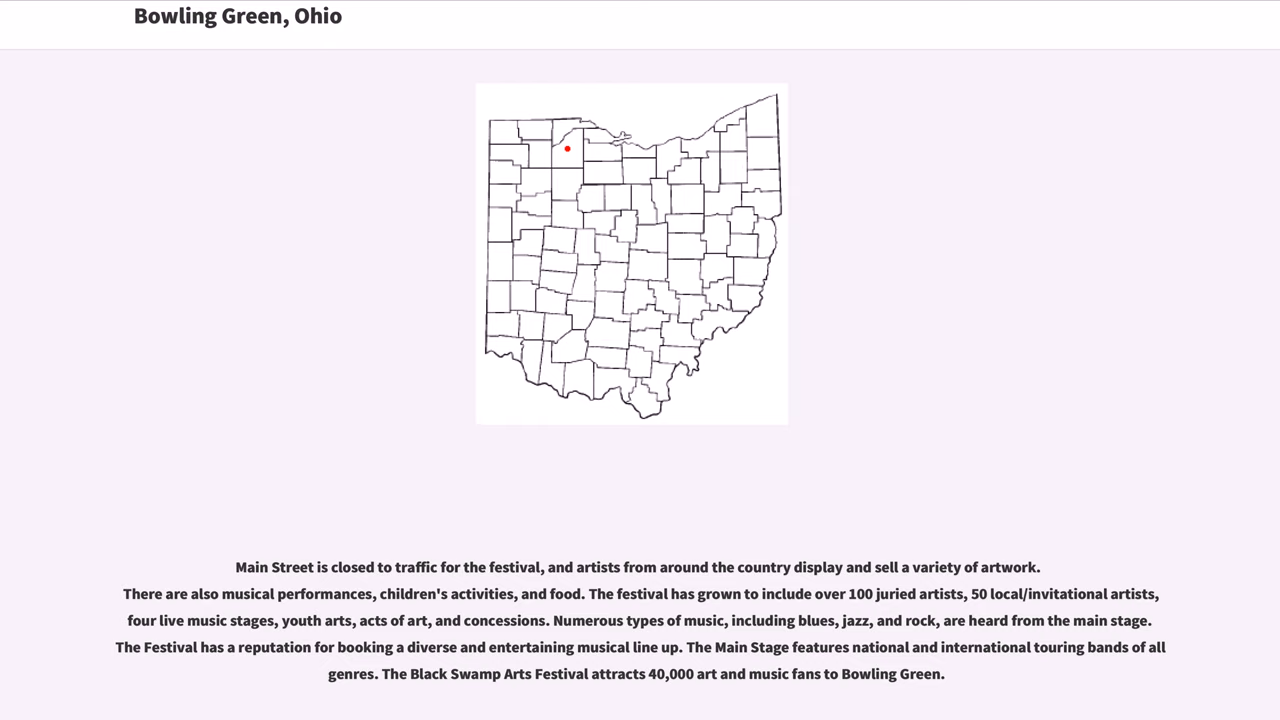 Bowling Green, Ohio
Main Street is closed to traffic for the festival, and artists from around the country display and sell a variety of artwork.
There are also musical performances, children's activities, and food. The festival has grown to include over 100 juried artists, 50 local/invitational artists,
four live music stages, youth arts, acts of art, and concessions. Numerous types of music, including blues, jazz, and rock, are heard from the main stage.
The Festival has a reputation for booking a diverse and entertaining musical line up. The Main Stage features national and international touring bands of all
genres. The Black Swamp Arts Festival attracts 40,000 art and music fans to Bowling Green.